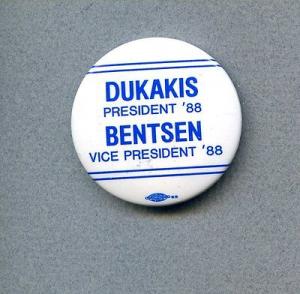 DUKAKIS
PRESIDENT '88
BENTSEN
VICE PRESIDENT '88